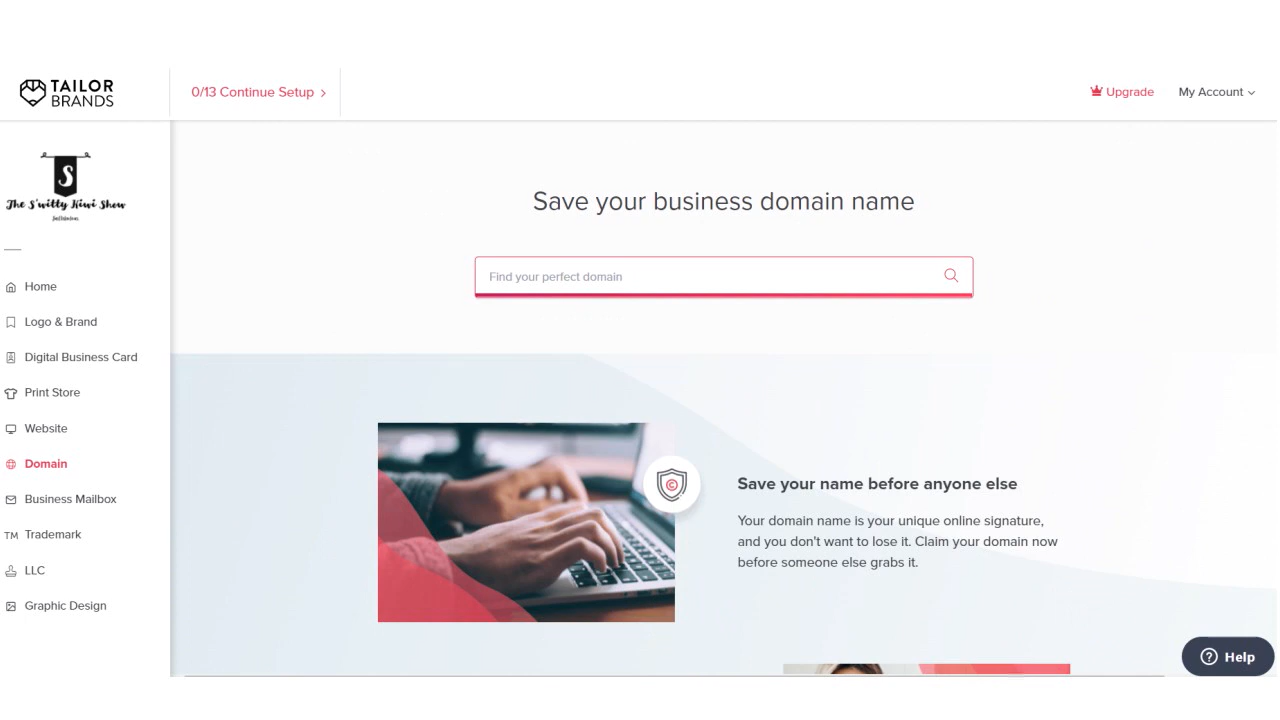 TAILOR
BRANDS
0/13 Continue Setup >
Upgrade
My Account
S
The S'witty Kiwi Show
Save your business domain name
Find your perfect domain
Home
Logo & Brand
Digital Business Card
Print Store
Website
Domain
Business Mailbox
TM Trademark
LLC
Graphic Design
C
Save your name before anyone else
Your domain name is your unique online signature,
and you don't want to lose it. Claim your domain now
before someone else grabs it.
? Help